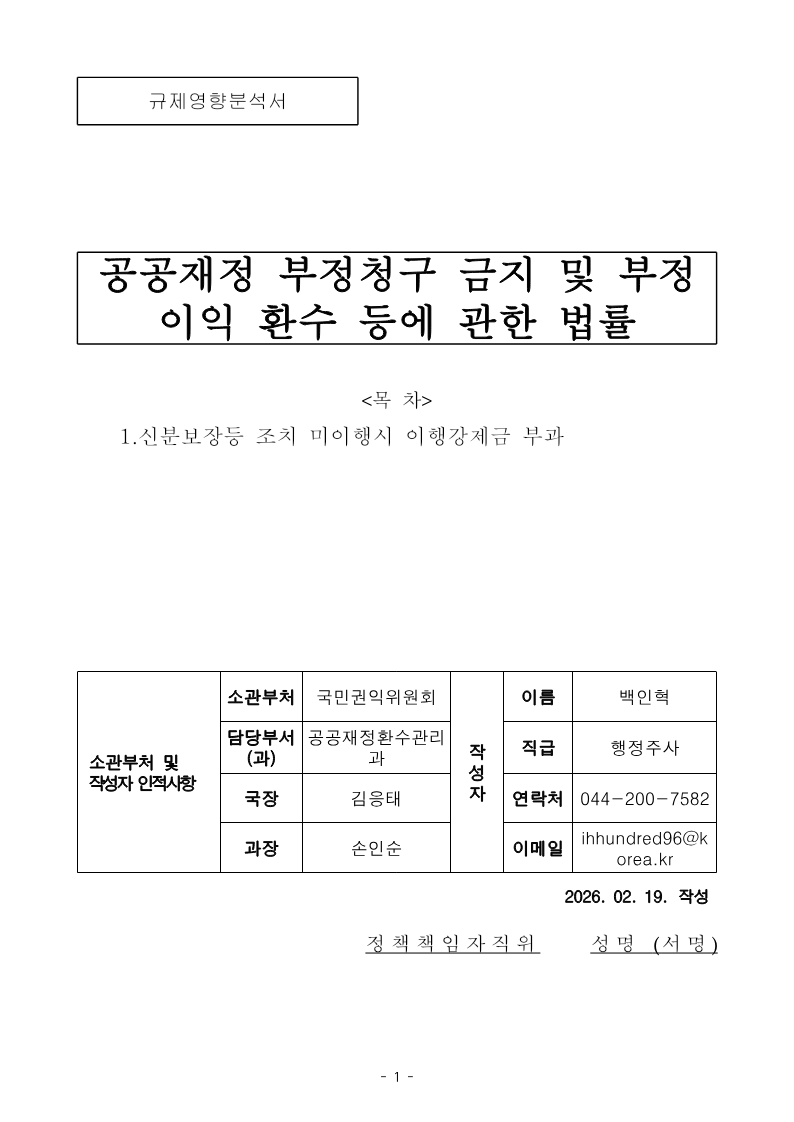 규제영향분석서
공공재정 부정청구 금지 및 부정
이익 환수 등에 관한 법률
<목 차>
1.신분보장등 조치 미이행시 이행강제금 부과
소관부처 및
작성자 인적사항
소관부처
국민권익위원회
담당부서
(과)
공공재정환수관리
과
국장
김응태
과장
손인순
작
성
자
이름
백인혁
직급
행정주사
연락처
044-200-7582
이메일
ihhundred96@k
orea.kr
2026. 02. 19. 작성
정책책임자직위 성명 (서명)
- 1 -